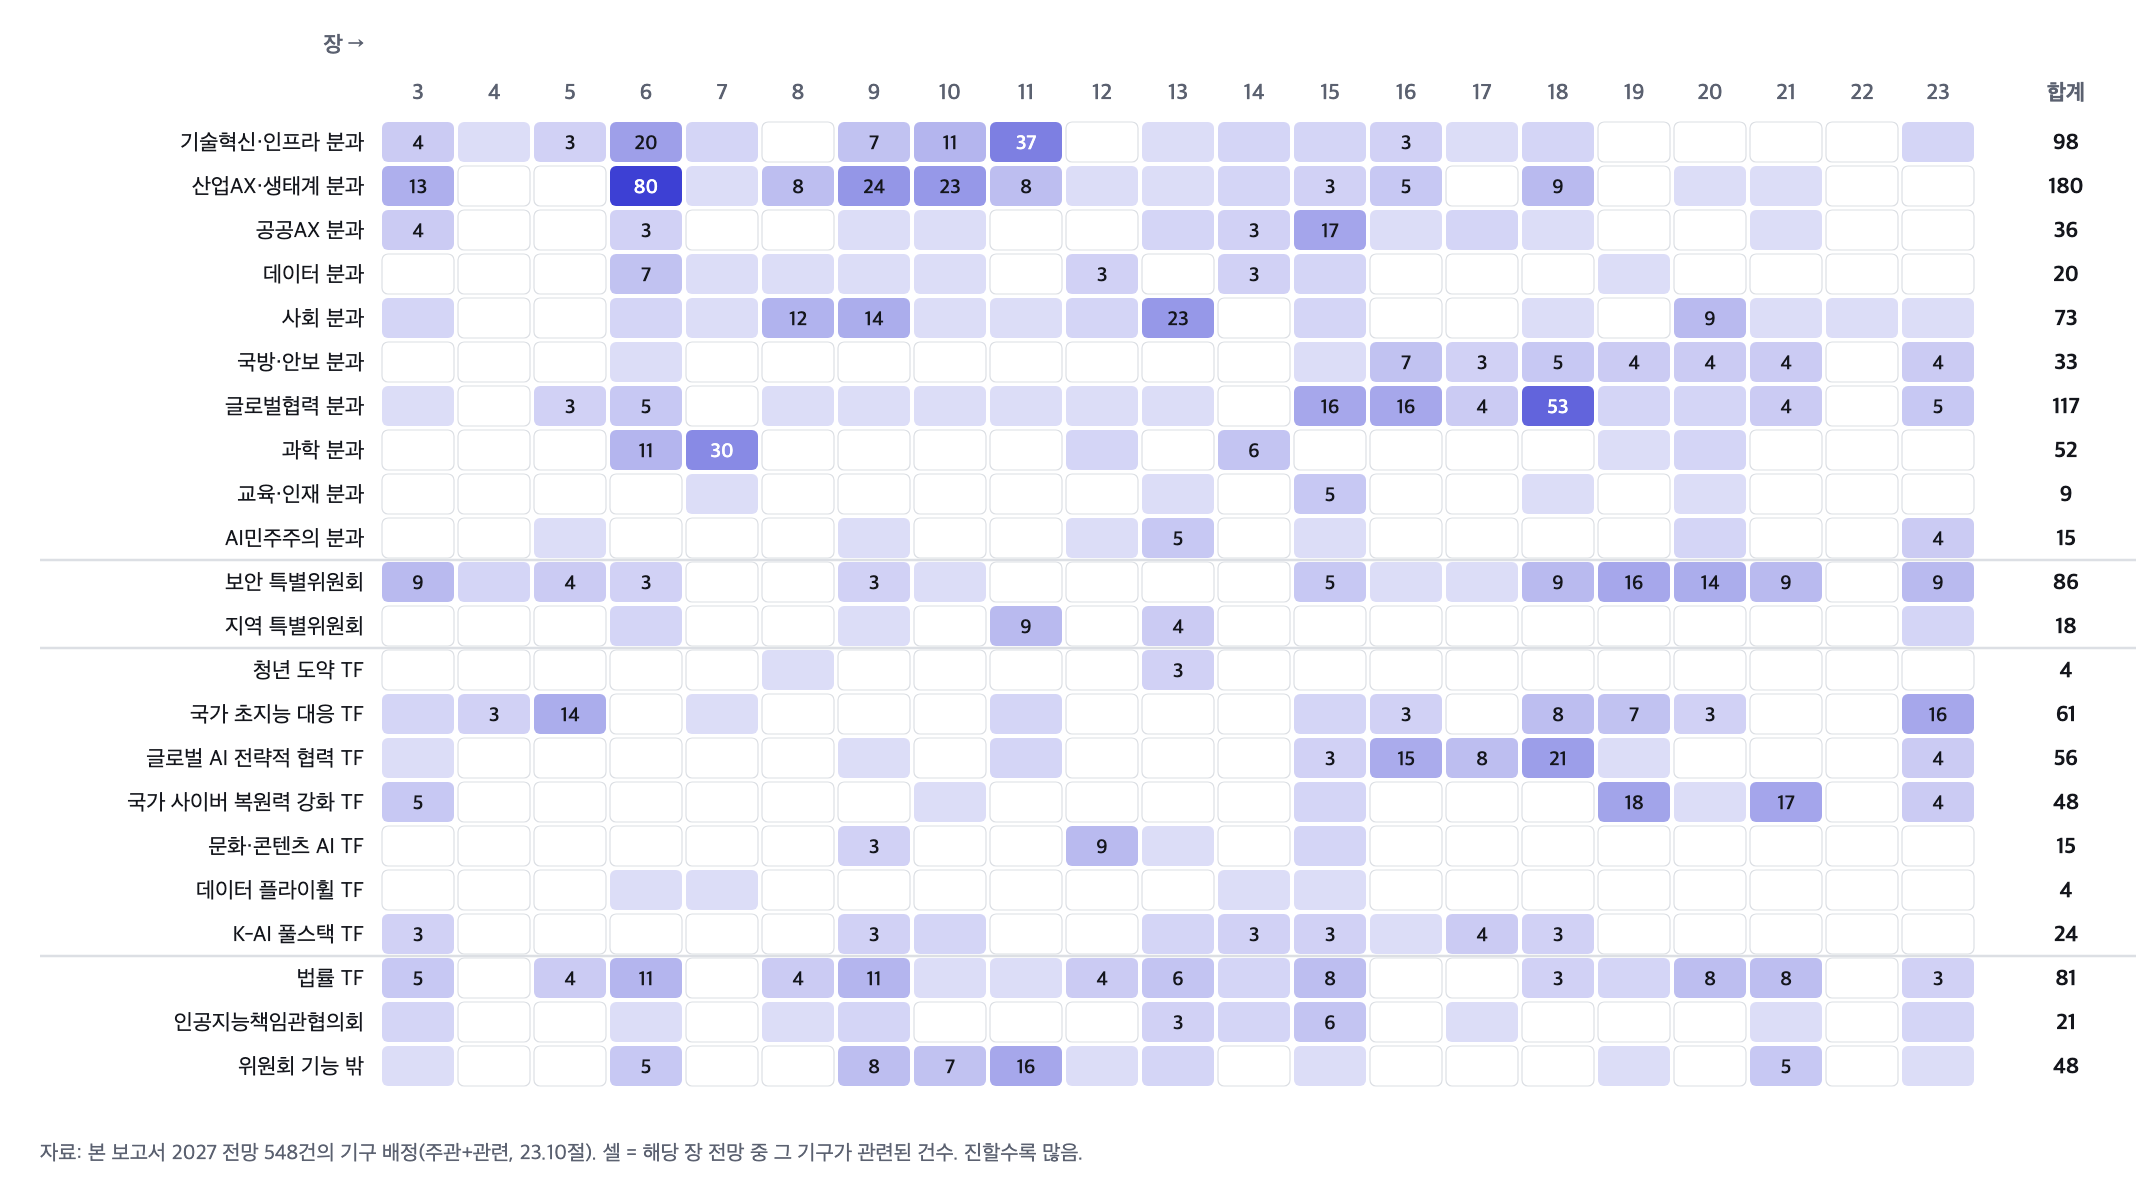 장 →
3 4 5 6 7 8 9 10 11 12 13 14 15 16 17 18 19 20 21 22 23 합계
기술혁신·인프라 분과 4 3 20 7 11 37 3 98
산업AX·생태계 분과 13 80 8 24 23 8 3 5 9 180
공공AX 분과 4 3 3 17 36
데이터 분과 7 3 3 20
사회 분과 12 14 23 9 73
국방·안보 분과 7 3 5 4 4 4 4 33
글로벌협력 분과 3 5 16 16 4 53 4 5 117
과학 분과 11 30 6 52
교육·인재 분과 5 9
AI민주주의 분과 5 4 15
보안 특별위원회 9 4 3 3 5 9 16 14 9 9 86
지역 특별위원회 9 4 18
청년 도약 TF 3 4
국가 초지능 대응 TF 3 14 3 8 7 3 16 61
글로벌 AI 전략적 협력 TF 3 15 8 21 4 56
국가 사이버 복원력 강화 TF 5 18 17 4 48
문화·콘텐츠 AI TF 3 9 15
데이터 플라이휠 TF 4
K-AI 풀스택 TF 3 3 3 3 4 3 24
법률 TF 5 4 11 4 11 4 6 8 3 8 8 3 81
인공지능책임관협의회 3 6 21
위원회 기능 밖 5 8 7 16 5 48
자료: 본 보고서 2027 전망 548건의 기구 배정(주관+관련, 23.10절). 셀 = 해당 장 전망 중 그 기구가 관련된 건수. 진할수록 많음.